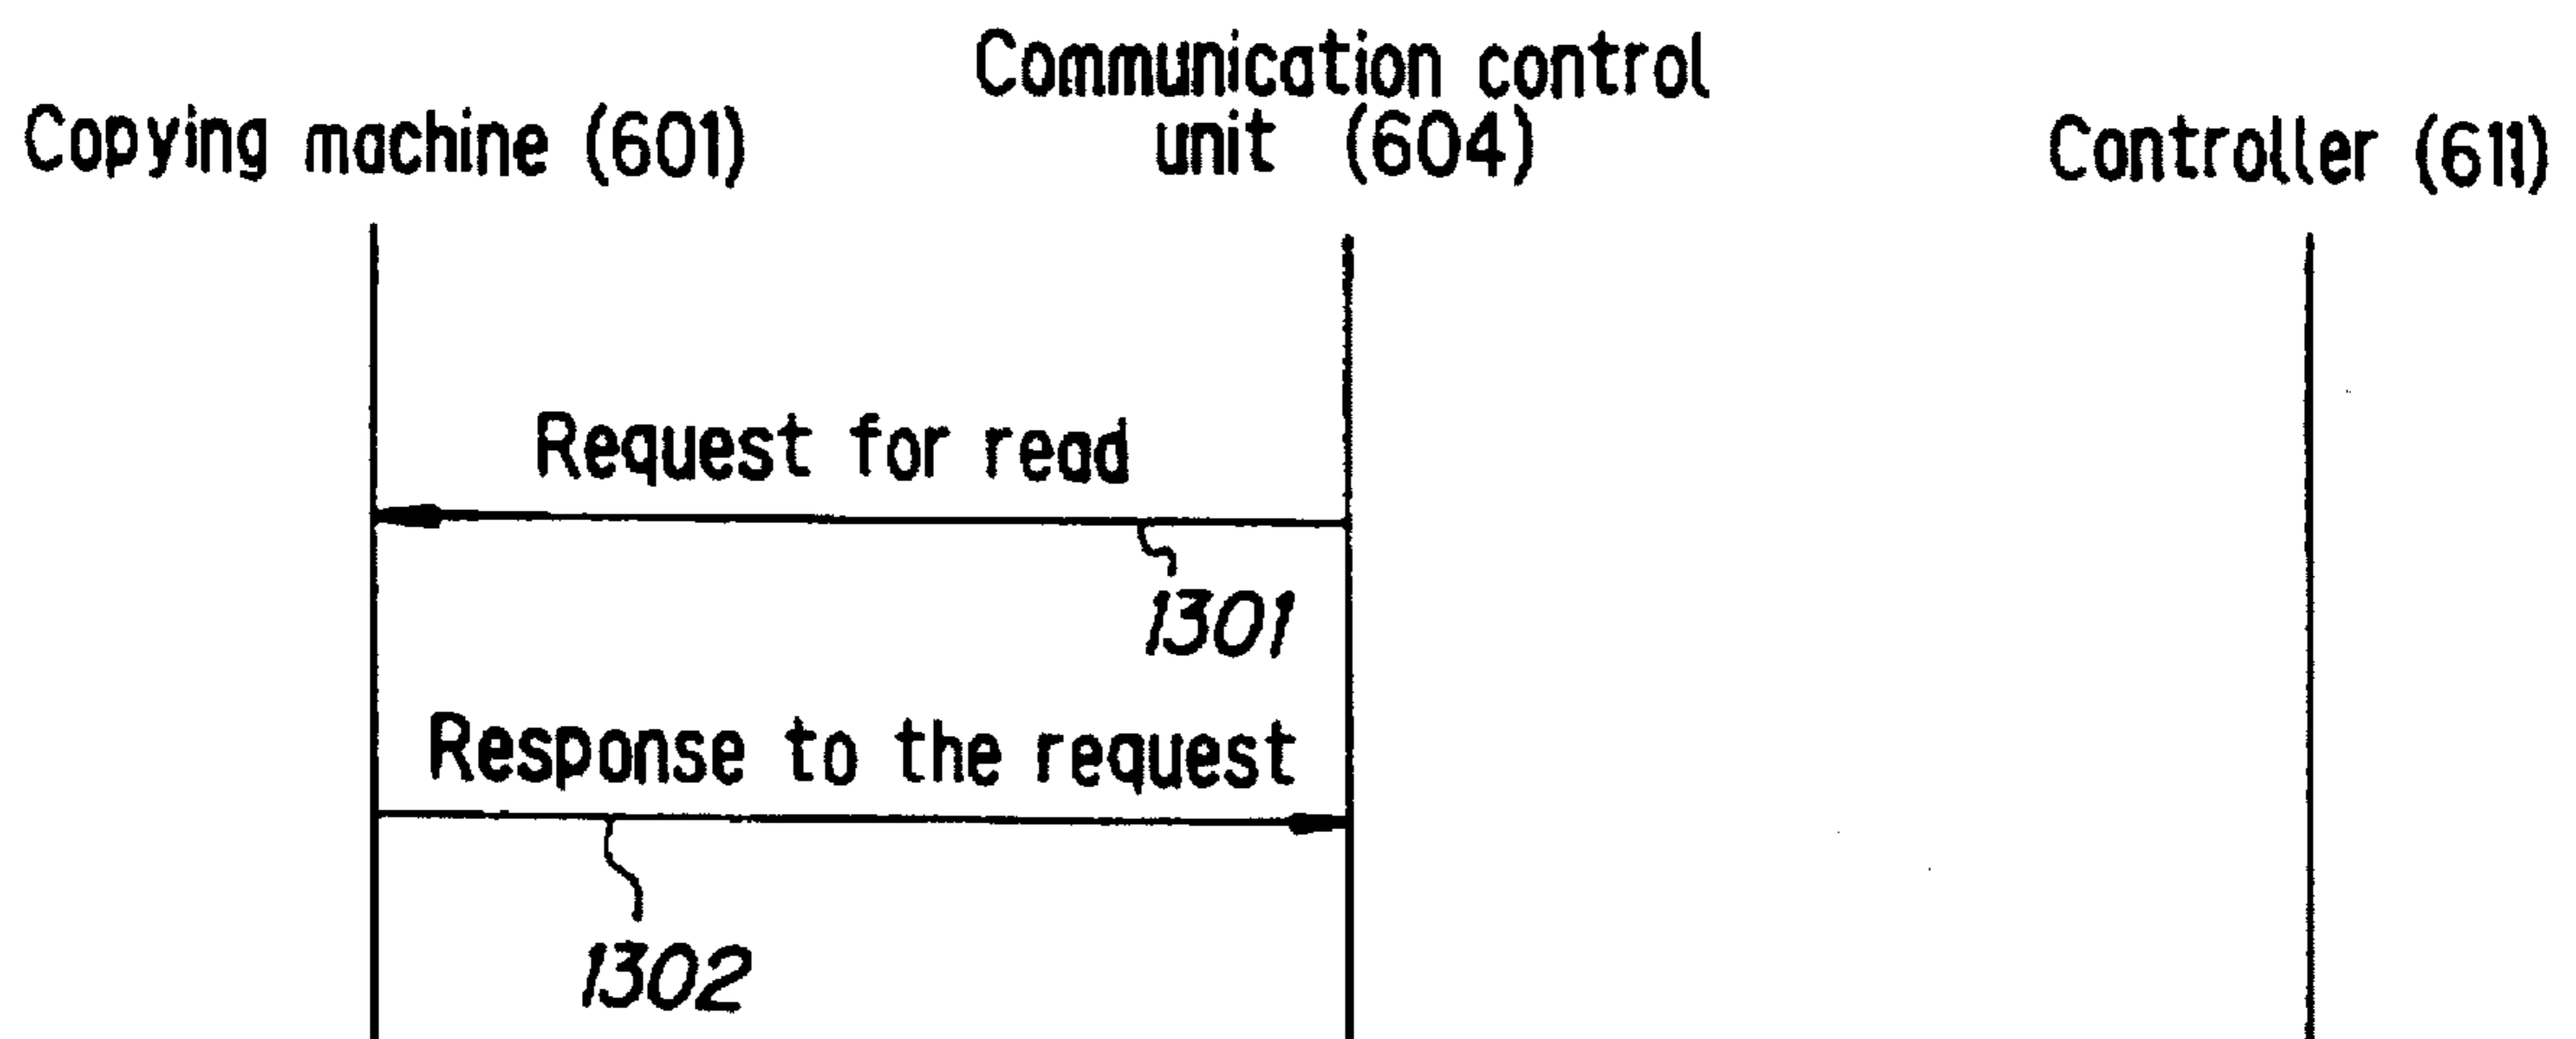 Copying machine (601)
Communication control
unit (604)
Controller (611)
Request for read
1301
Response to the request
1302